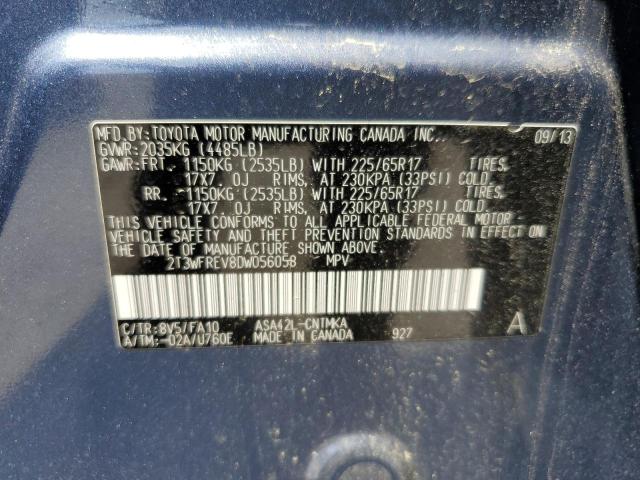 MFD.BY:TOYOTA MOTOR MANUFACTURING CANADA INC. 09/13
GVWR:2035KG (4485LB)
GAWR:FRT. 1150KG (2535LB) WITH 225/65R17 TIRES,
17X7.0J RIMS, AT 230KPA (33PSI) COLD.
RR. 1150KG (2535LB) WITH 225/65R17 TIRES,
17X7.0J RIMS, AT 230KPA (33PSI) COLD.
THIS VEHICLE CONFORMS TO ALL APPLICABLE FEDERAL MOTOR
VEHICLE SAFETY AND THEFT PREVENTION STANDARDS IN EFFECT ON
THE DATE OF MANUFACTURE SHOWN ABOVE.
2T3WFREV8DW056058 MPV
C/TR:8V5/FA10 ASA42L-CNTMKA
A/TM:-02A/U760E MADE IN CANADA 927 A